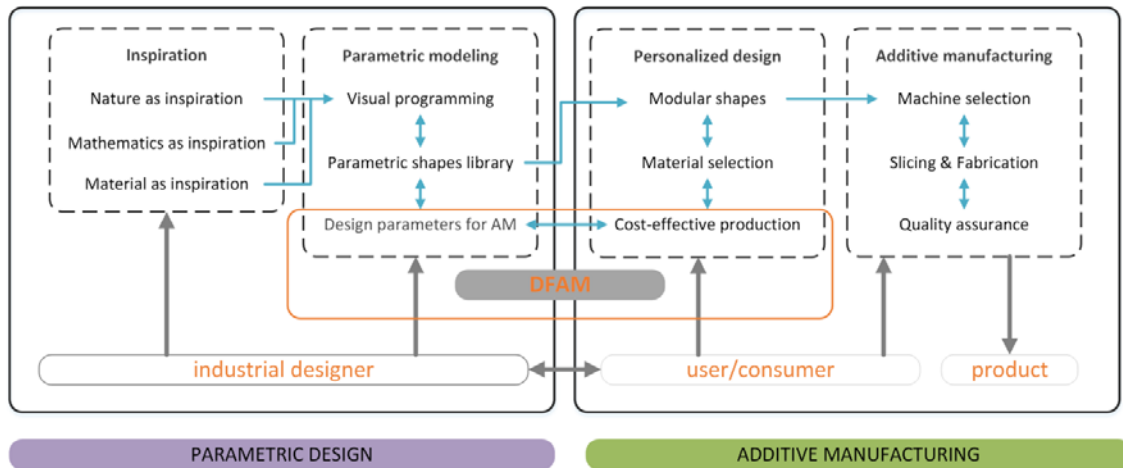 Inspiration
Nature as inspiration
Mathematics as inspiration
Material as inspiration
Parametric modeling
Visual programming
Parametric shapes library
Design parameters for AM
Personalized design
Modular shapes
Material selection
Cost-effective production
Additive manufacturing
Machine selection
Slicing & Fabrication
Quality assurance
DFAM
industrial designer
user/consumer
product
PARAMETRIC DESIGN
ADDITIVE MANUFACTURING